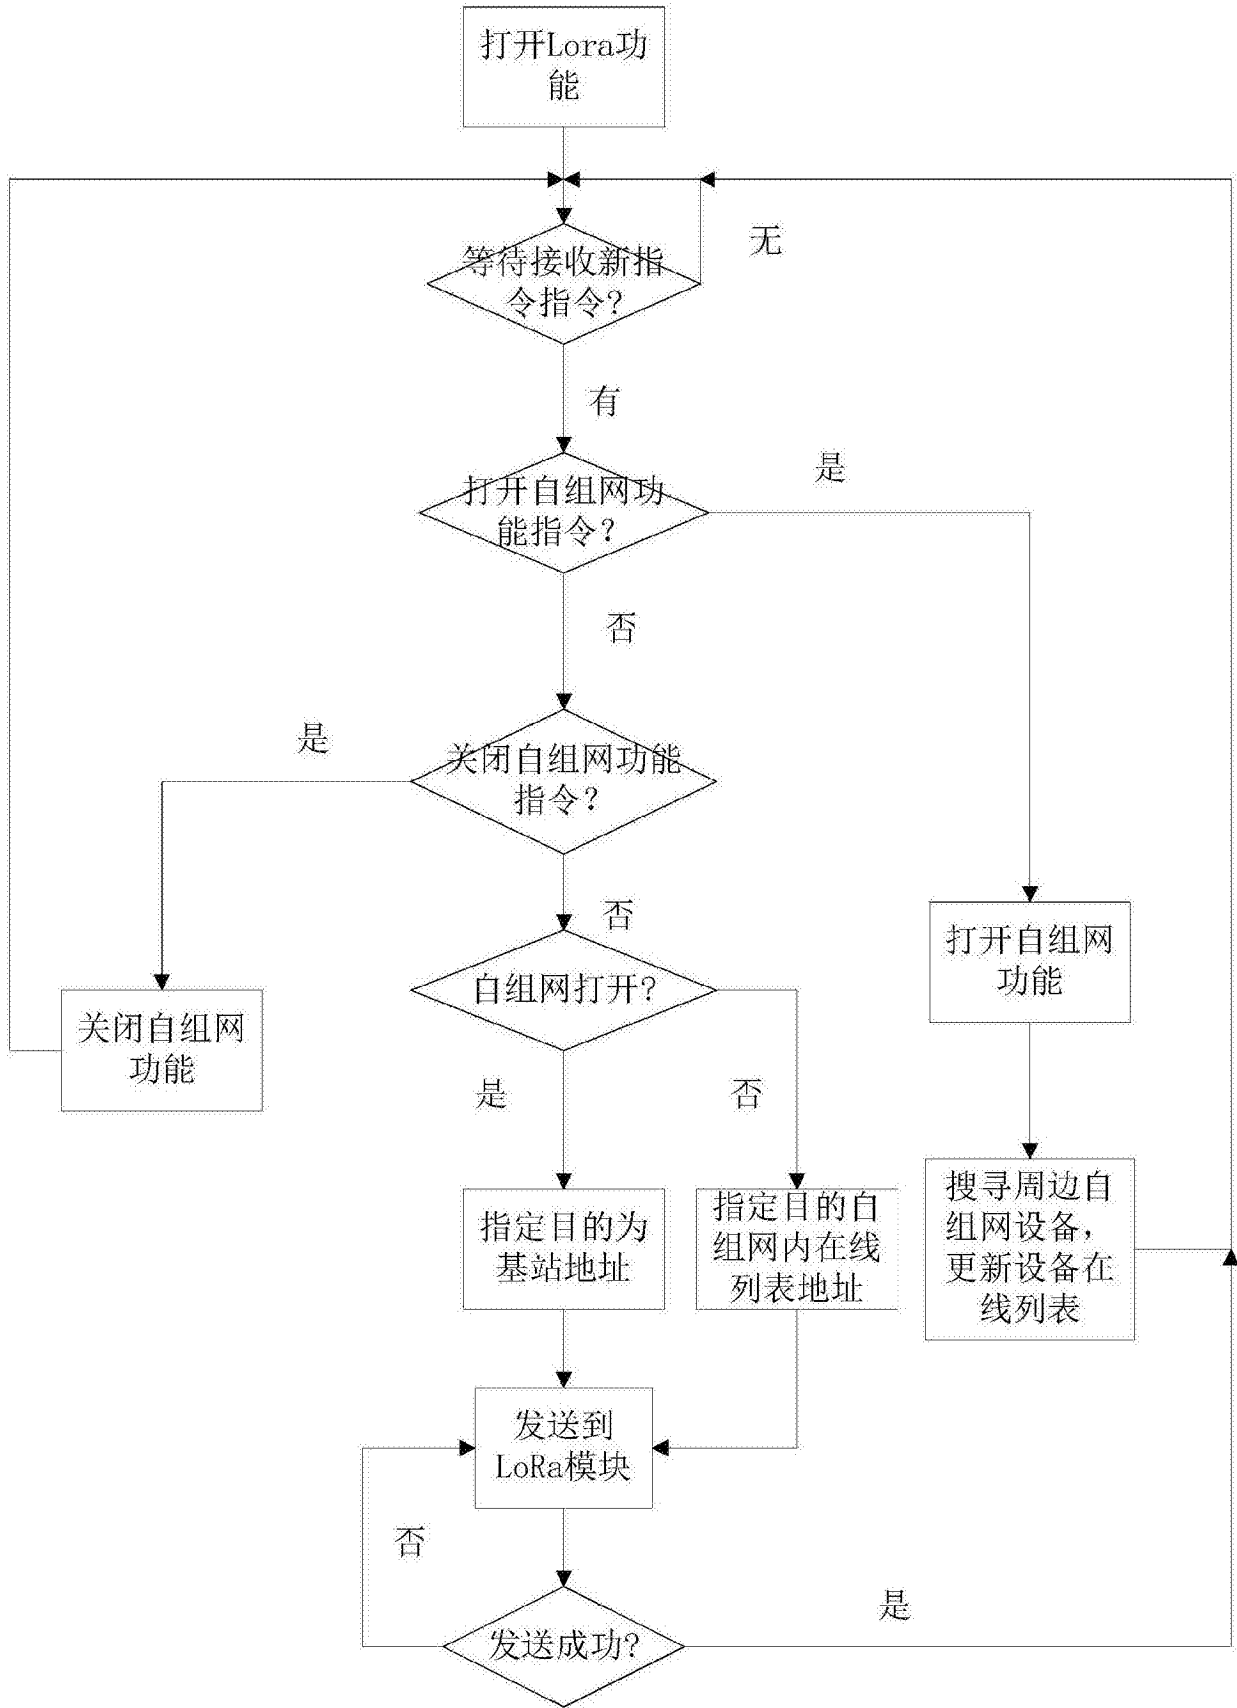 打开Lora功
能
无
等待接收新指
令指令?
有
是
打开自组网功
能指令?
否
是
关闭自组网功能
指令?
否
打开自组网
功能
自组网打开?
关闭自组网
功能
是
否
搜寻周边自
组网设备，
更新设备在
线列表
指定目的为
基站地址
指定目的自
组网内在线
列表地址
发送到
LoRa模块
否
是
发送成功?